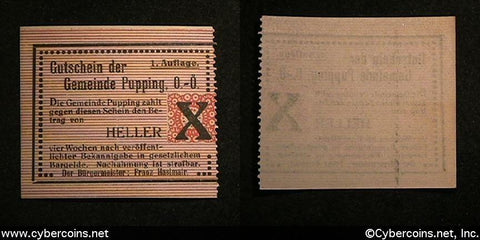 1. Auflage.
Gutschein der
Gemeinde Pupping, O.-Ö.
Die Gemeinde Pupping zahlt
gegen diesen Schein den Be-
trag von
HELLER X
vier Wochen nach veröffent-
lichter Bekanntgabe in gesetzlichem
Bargelde. Nachahmung ist strafbar.
Der Bürgermeister: Franz
www.cybercoins.net
©Cybercoins.net, Inc.